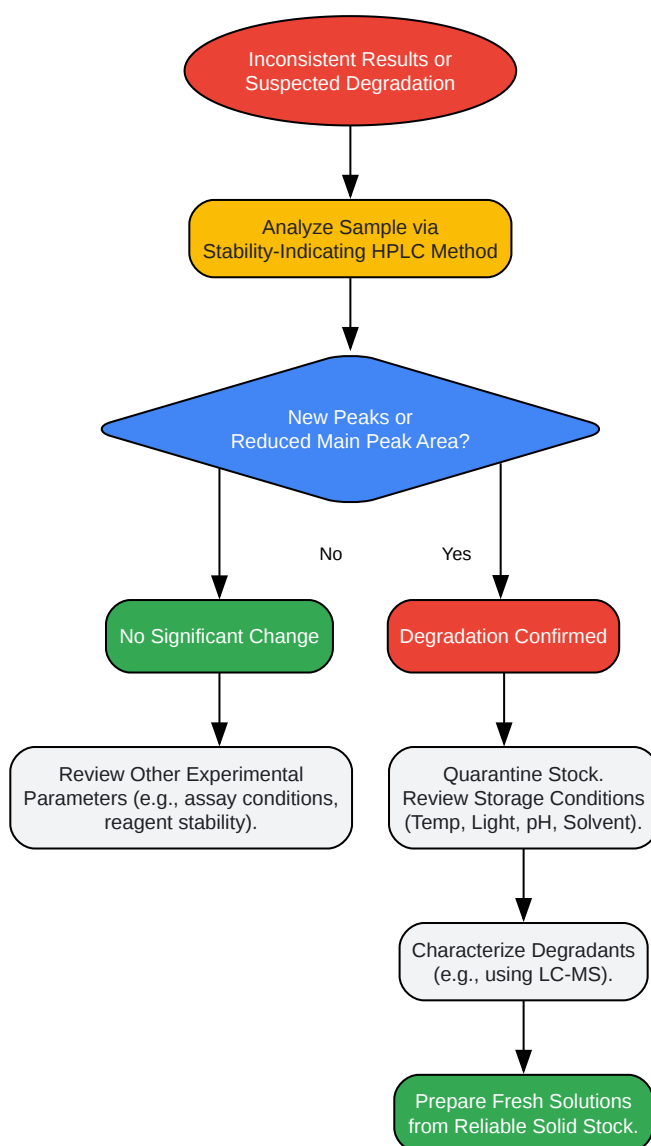 Inconsistent Results or
Suspected Degradation
Analyze Sample via
Stability-Indicating HPLC Method
New Peaks or
Reduced Main Peak Area?
No
Yes
No Significant Change
Degradation Confirmed
Review Other Experimental
Parameters (e.g., assay conditions,
reagent stability).
Quarantine Stock.
Review Storage Conditions
(Temp, Light, pH, Solvent).
Characterize Degradants
(e.g., using LC-MS).
Prepare Fresh Solutions
from Reliable Solid Stock.